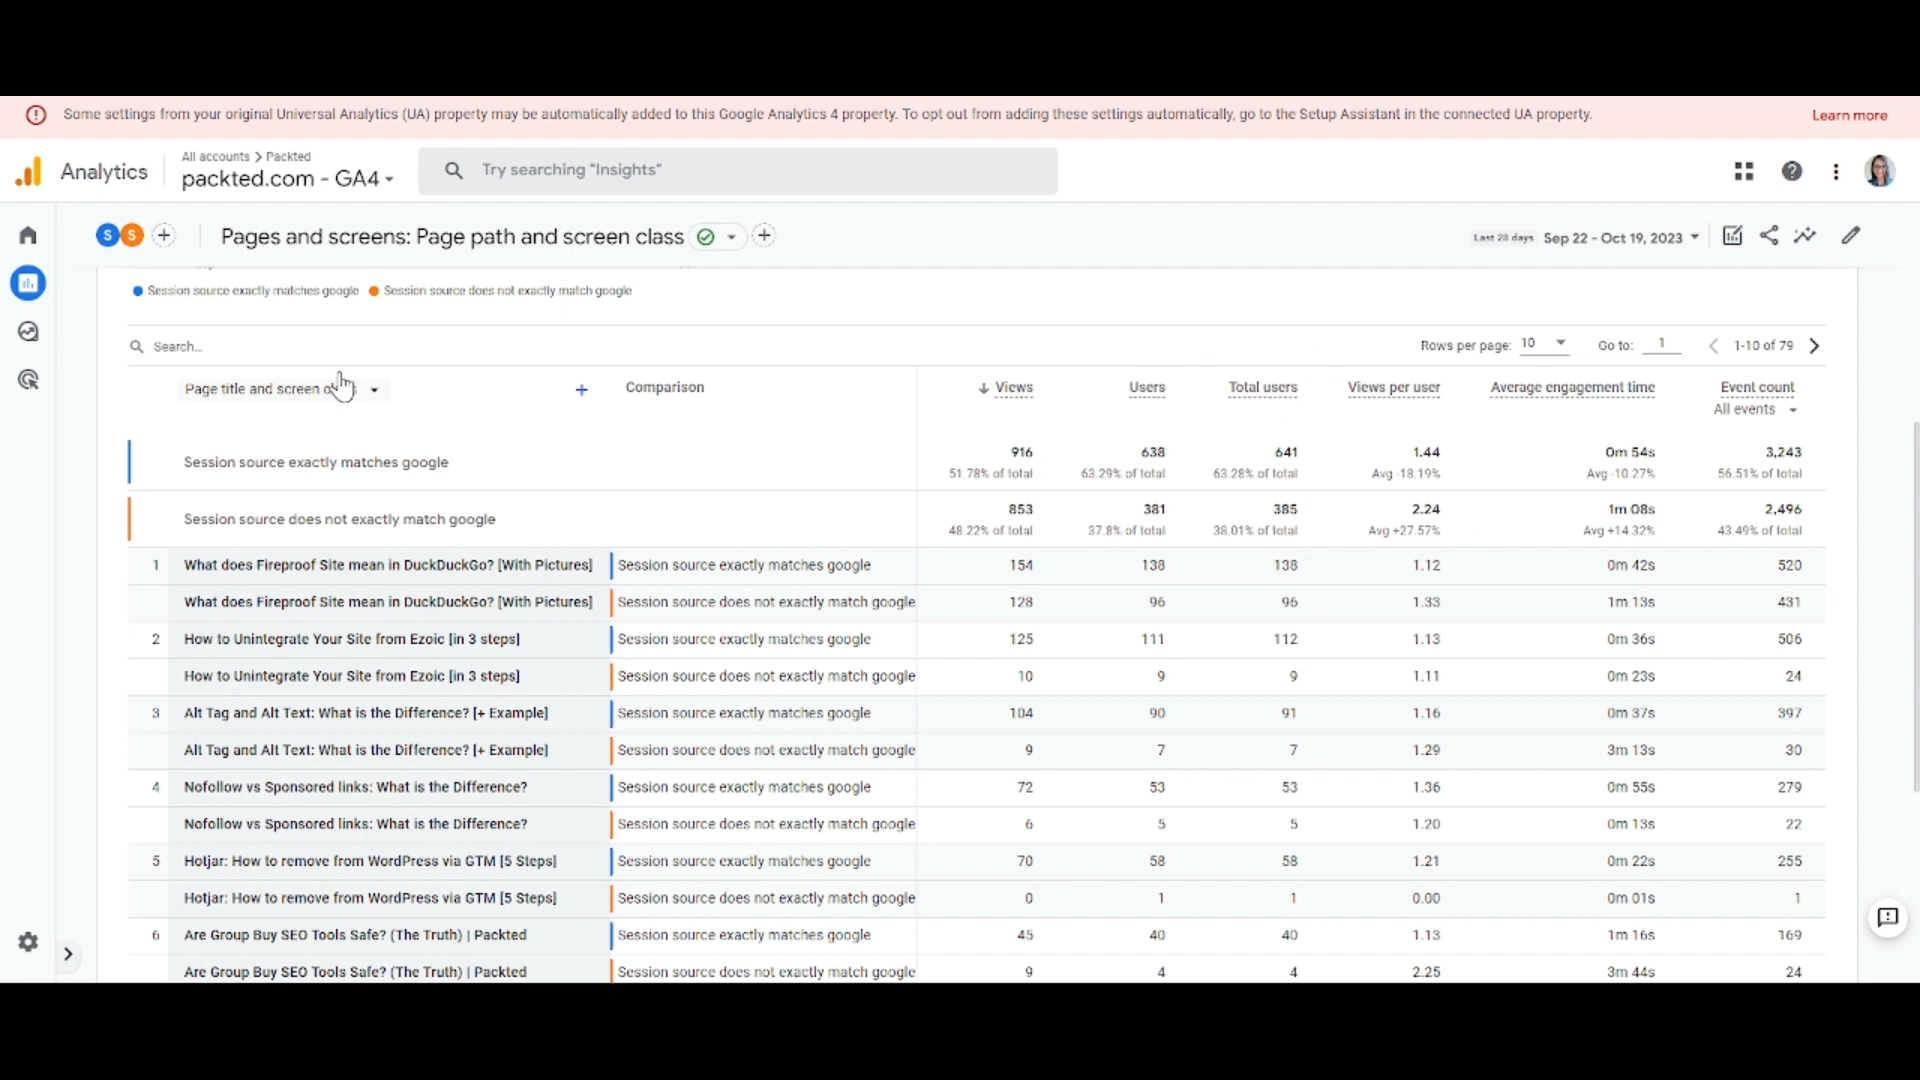 Some settings from your original Universal Analytics (UA) property may be automatically added to this Google Analytics 4 property. To opt out from adding these settings automatically, go to the Setup Assistant in the connected UA property. Learn more
Analytics
All accounts > Packted
packted.com - GA4
Try searching "Insights"
S S
Pages and screens: Page path and screen class
Last 28 days Sep 22 - Oct 19, 2023
Session source exactly matches google Session source does not exactly match google
Search...
Rows per page: 10 Go to: 1 1-10 of 79
Page title and screen
Comparison Views Users Total users Views per user Average engagement time Event count
All events
Session source exactly matches google 916 638 641 1.44 0m 54s 3,243
51.78% of total 63.29% of total 63.28% of total Avg -18.19% Avg -10.27% 56.51% of total
Session source does not exactly match google 853 381 385 2.24 1m 08s 2,496
48.22% of total 37.8% of total 38.01% of total Avg +27.57% Avg +14.32% 43.49% of total
1 What does Fireproof Site mean in DuckDuckGo? [With Pictures] Session source exactly matches google 154 138 138 1.12 0m 42s 520
What does Fireproof Site mean in DuckDuckGo? [With Pictures] Session source does not exactly match google 128 96 96 1.33 1m 13s 431
2 How to Unintegrate Your Site from Ezoic [in 3 steps] Session source exactly matches google 125 111 112 1.13 0m 36s 506
How to Unintegrate Your Site from Ezoic [in 3 steps] Session source does not exactly match google 10 9 9 1.11 0m 23s 24
3 Alt Tag and Alt Text: What is the Difference? [+ Example] Session source exactly matches google 104 90 91 1.16 0m 37s 397
Alt Tag and Alt Text: What is the Difference? [+ Example] Session source does not exactly match google 9 7 7 1.29 3m 13s 30
4 Nofollow vs Sponsored links: What is the Difference? Session source exactly matches google 72 53 53 1.36 0m 55s 279
Nofollow vs Sponsored links: What is the Difference? Session source does not exactly match google 6 5 5 1.20 0m 13s 22
5 Hotjar: How to remove from WordPress via GTM [5 Steps] Session source exactly matches google 70 58 58 1.21 0m 22s 255
Hotjar: How to remove from WordPress via GTM [5 Steps] Session source does not exactly match google 0 1 1 0.00 0m 01s 1
6 Are Group Buy SEO Tools Safe? (The Truth) | Packted Session source exactly matches google 45 40 40 1.13 1m 16s 169
Are Group Buy SEO Tools Safe? (The Truth) | Packted Session source does not exactly match google 9 4 4 2.25 3m 44s 24